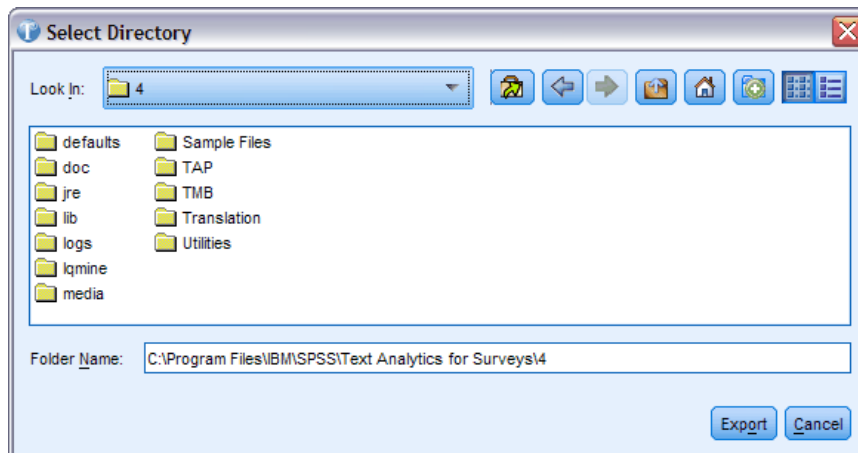 Select Directory
Look In: 4
defaults
doc
jre
lib
logs
lqmine
media
Sample Files
TAP
TMB
Translation
Utilities
Folder Name: C:\Program Files\IBM\SPSS\Text Analytics for Surveys\4
Export Cancel